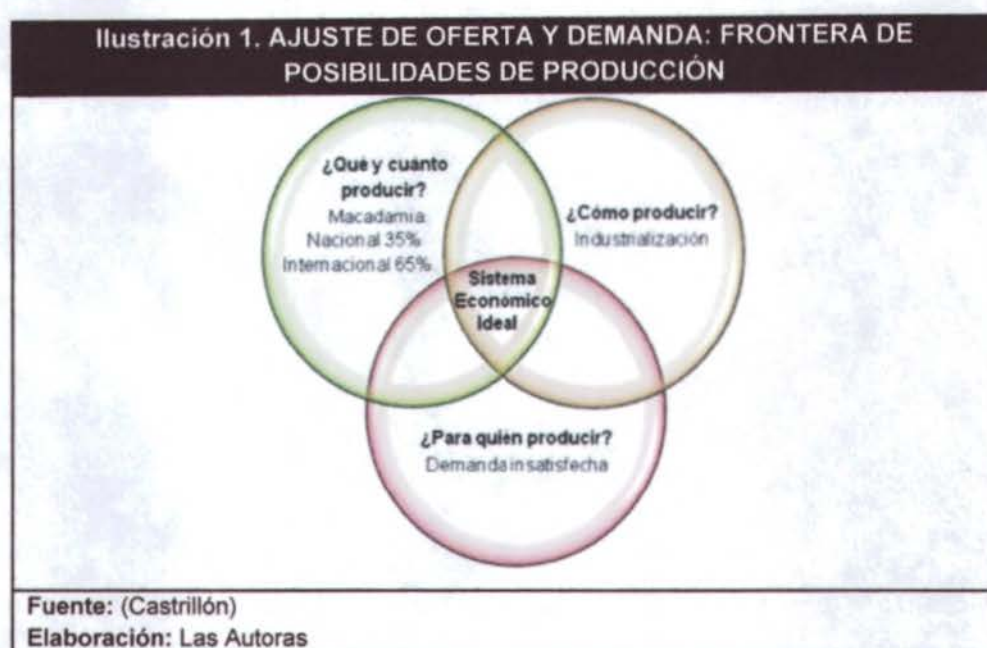 Ilustración 1. AJUSTE DE OFERTA Y DEMANDA: FRONTERA DE
POSIBILIDADES DE PRODUCCIÓN
¿Qué y cuánto
producir?
Macadamia
Nacional 35%
Internacional 65%
¿Cómo producir?
Industrialización
Sistema
Económico
Ideal
¿Para quién producir?
Demanda insatisfecha
Fuente: (Castrillón)
Elaboración: Las Autoras